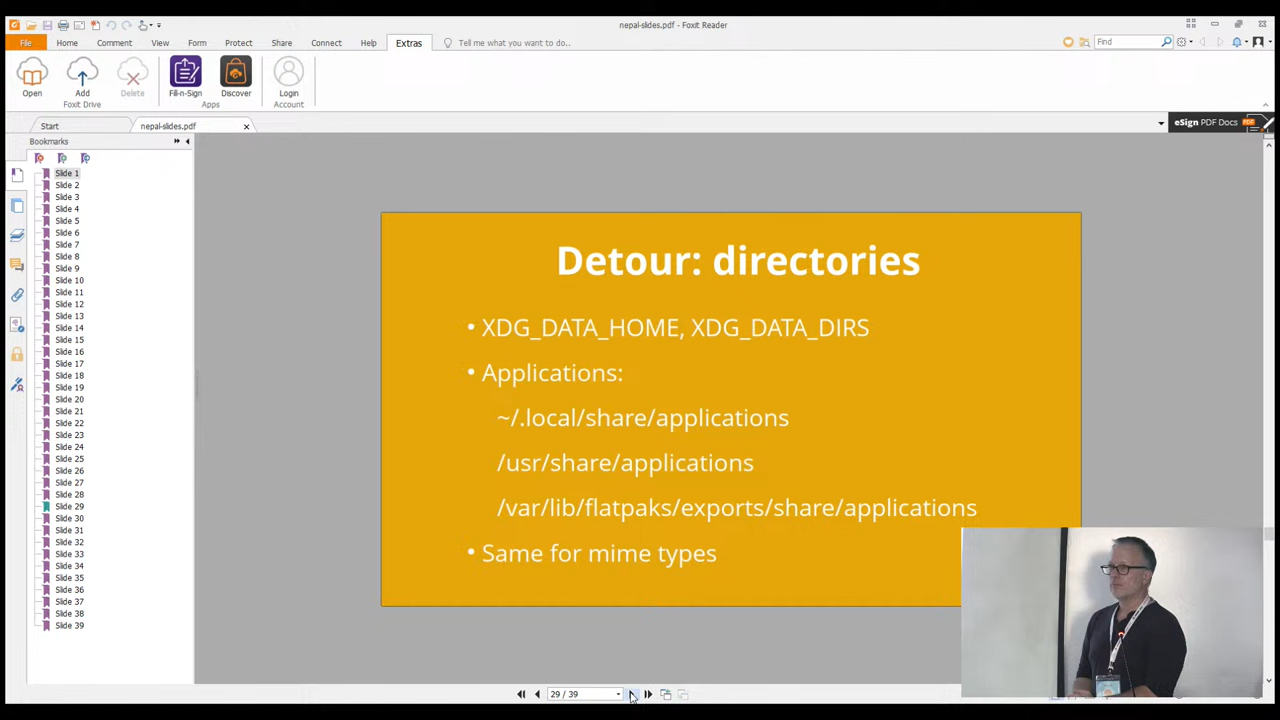 nepal-slides.pdf - Foxit Reader
File Home Comment View Form Protect Share Connect Help Extras Tell me what you want to do.. Find
Open Add Delete Fill-n-Sign Discover Login
Foxit Drive Apps Account
Start nepal-slides.pdf eSign PDF Docs PDF
Bookmarks
Slide 1
Slide 2
Slide 3
Slide 4
Slide 5
Slide 6
Slide 7
Slide 8
Slide 9
Slide 10
Slide 11
Slide 12
Slide 13
Slide 14
Slide 15
Slide 16
Slide 17
Slide 18
Slide 19
Slide 20
Slide 21
Slide 22
Slide 23
Slide 24
Slide 25
Slide 26
Slide 27
Slide 28
Slide 29
Slide 30
Slide 31
Slide 32
Slide 33
Slide 34
Slide 35
Slide 36
Slide 37
Slide 38
Slide 39
Detour: directories
• XDG_DATA_HOME, XDG_DATA_DIRS
• Applications:
~/.local/share/applications
/usr/share/applications
/var/lib/flatpaks/exports/share/applications
• Same for mime types
29 / 39